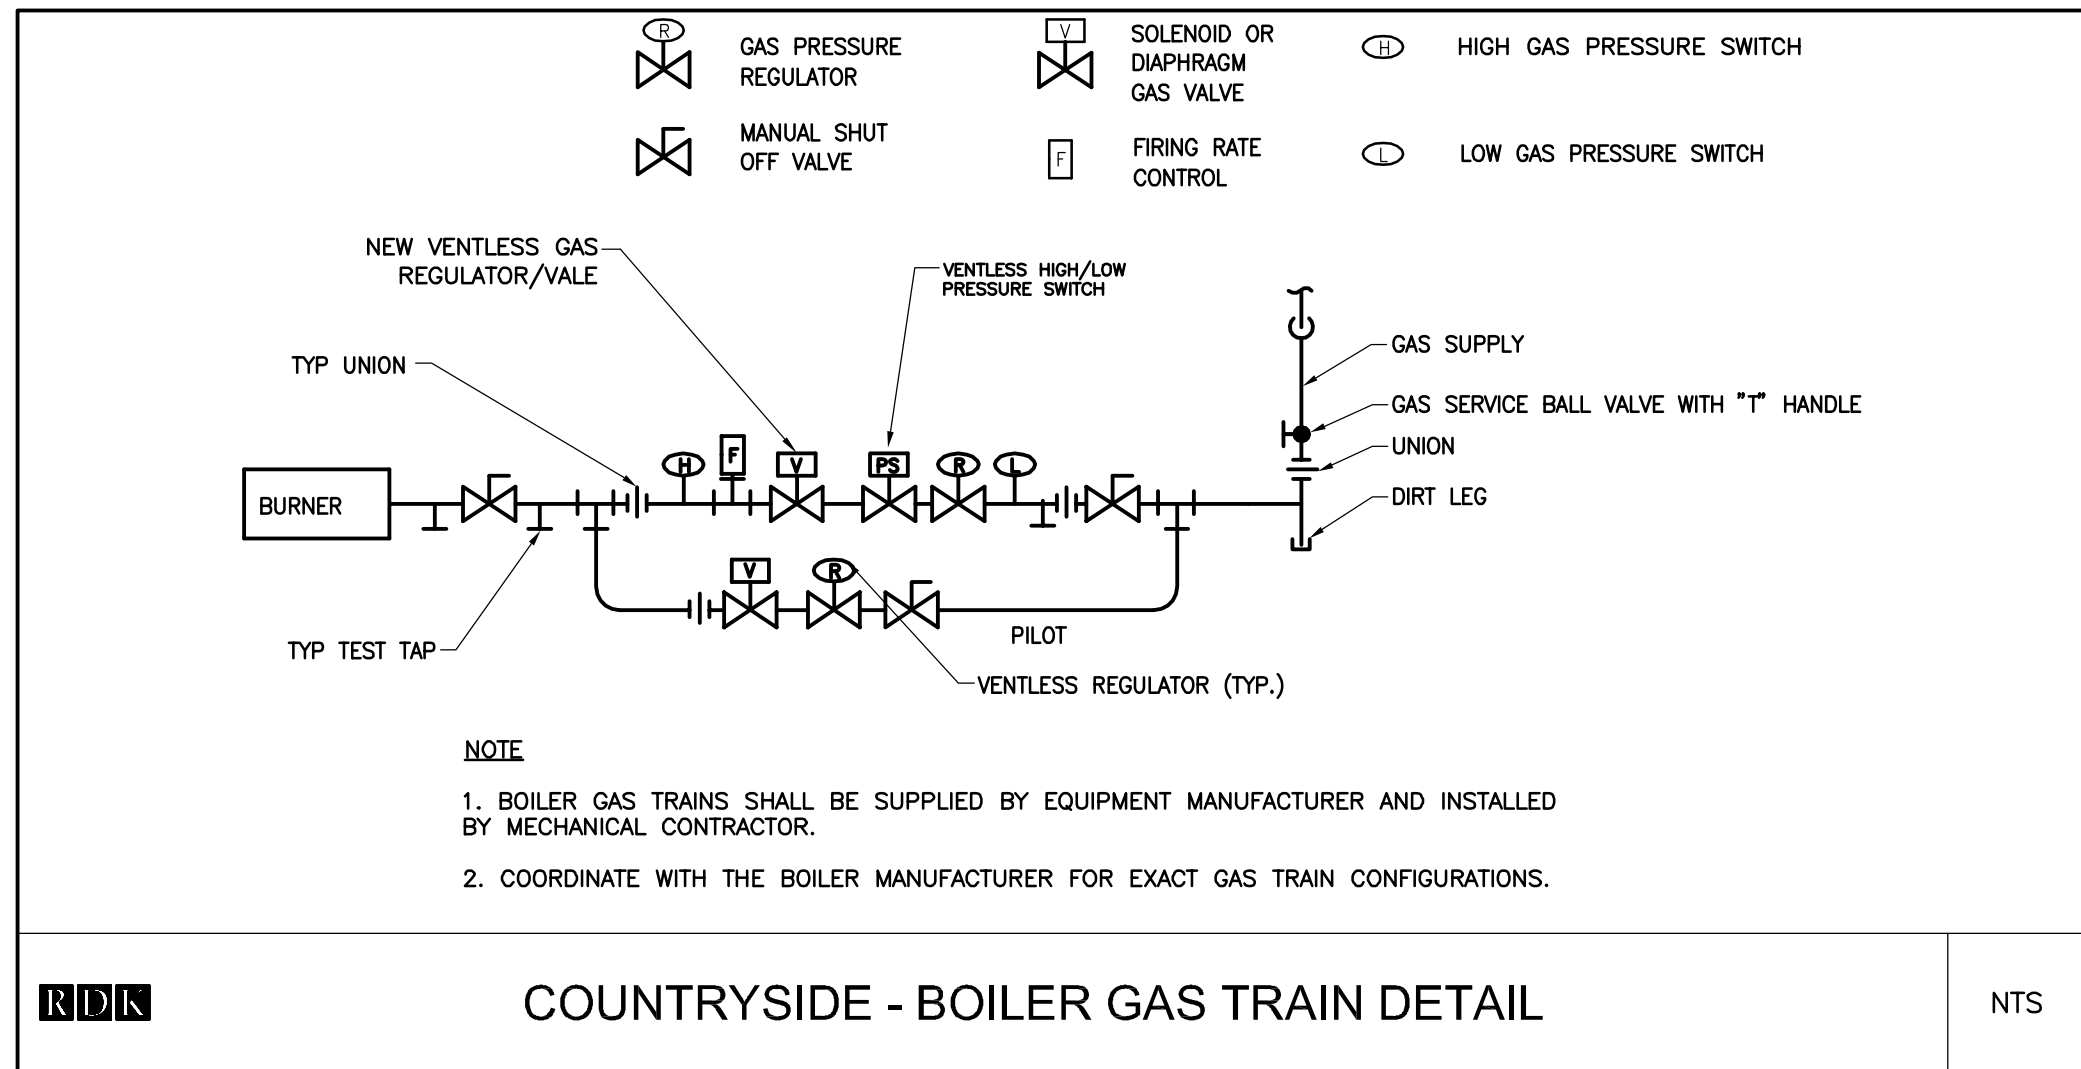 R
GAS PRESSURE
REGULATOR
V
SOLENOID OR
DIAPHRAGM
GAS VALVE
H
HIGH GAS PRESSURE SWITCH
MANUAL SHUT
OFF VALVE
F
FIRING RATE
CONTROL
L
LOW GAS PRESSURE SWITCH
NEW VENTLESS GAS
REGULATOR/VALE
VENTLESS HIGH/LOW
PRESSURE SWITCH
TYP UNION
GAS SUPPLY
GAS SERVICE BALL VALVE WITH "T" HANDLE
UNION
DIRT LEG
BURNER
H
F
V
PS
R
L
V
R
PILOT
TYP TEST TAP
VENTLESS REGULATOR (TYP.)
NOTE
1. BOILER GAS TRAINS SHALL BE SUPPLIED BY EQUIPMENT MANUFACTURER AND INSTALLED
BY MECHANICAL CONTRACTOR.
2. COORDINATE WITH THE BOILER MANUFACTURER FOR EXACT GAS TRAIN CONFIGURATIONS.
RDK
COUNTRYSIDE - BOILER GAS TRAIN DETAIL
NTS